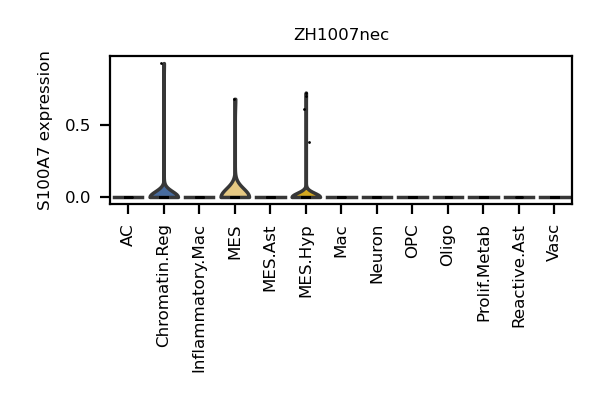 ZH1007nec
S100A7 expression
0.5
0.0
AC
Chromatin.Reg
Inflammatory.Mac
MES
MES.Ast
MES.Hyp
Mac
Neuron
OPC
Oligo
Prolif.Metab
Reactive.Ast
Vasc